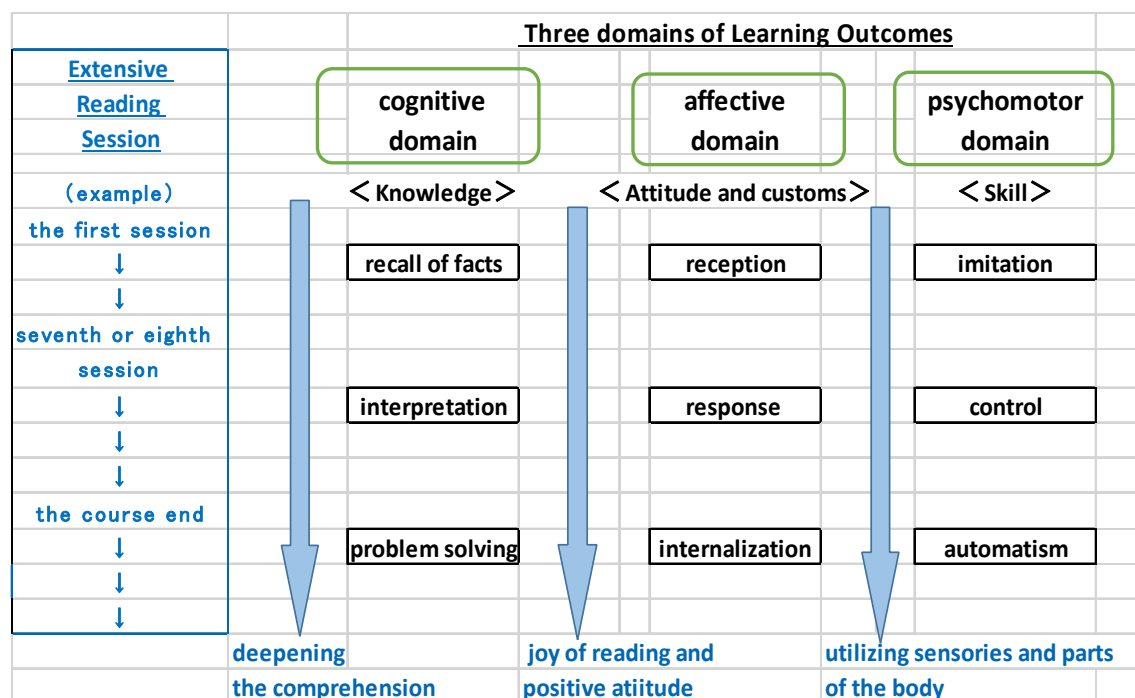 Three domains of Learning Outcomes
Extensive
Reading
Session
cognitive
domain
affective
domain
psychomotor
domain
(example)
＜Knowledge＞
＜Attitude and customs＞
＜Skill＞
the first session
↓
↓
recall of facts
reception
imitation
seventh or eighth
session
↓
↓
↓
interpretation
response
control
the course end
↓
↓
↓
problem solving
internalization
automatism
deepening
the comprehension
joy of reading and
positive atiitude
utilizing sensories and parts
of the body